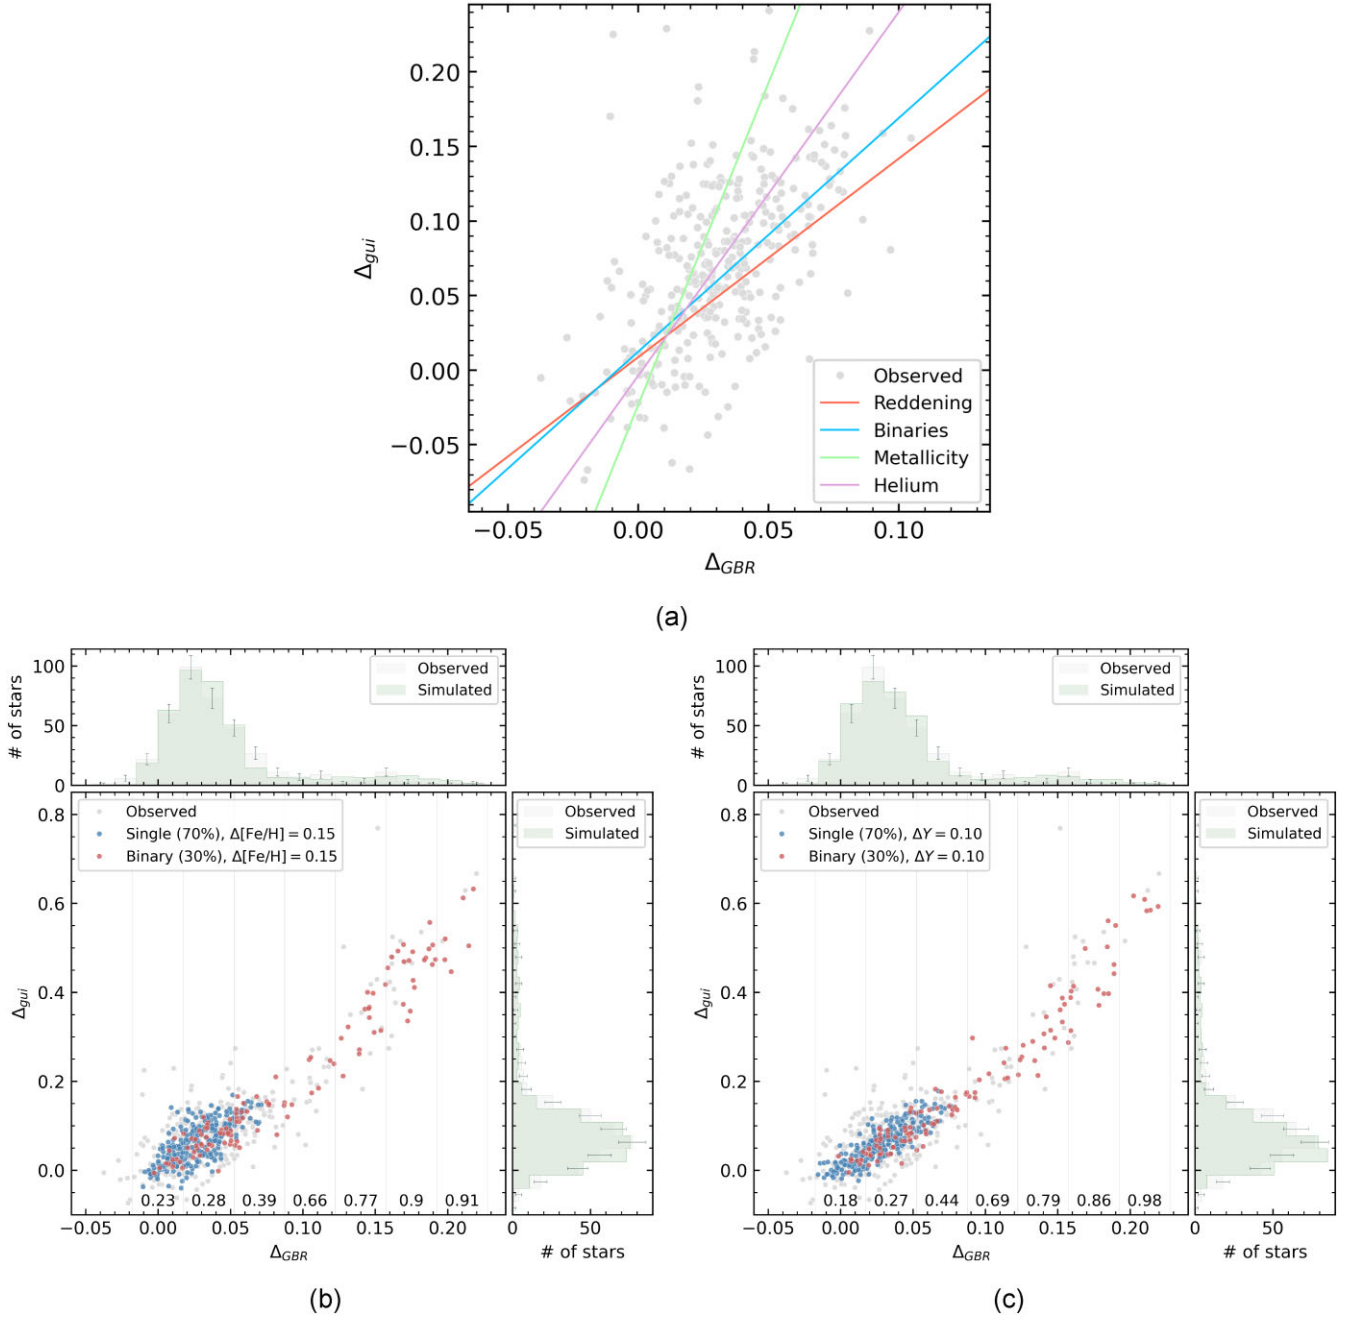 0.20
0.15
0.10
0.05
0.00
−0.05
Δgui
Observed
Reddening
Binaries
Metallicity
Helium
−0.05 0.00 0.05 0.10
ΔGBR
(a)
# of stars
100
50
0
Observed
Simulated
Δgui
0.8
0.6
0.4
0.2
0.0
Observed
Single (70%), Δ[Fe/H] = 0.15
Binary (30%), Δ[Fe/H] = 0.15
0.23 0.28 0.39 0.66 0.77 0.9 0.91
−0.05 0.00 0.05 0.10 0.15 0.20
ΔGBR
Observed
Simulated
0 50
# of stars
(b)
# of stars
100
50
0
Observed
Simulated
Δgui
0.8
0.6
0.4
0.2
0.0
Observed
Single (70%), ΔY = 0.10
Binary (30%), ΔY = 0.10
0.18 0.27 0.44 0.69 0.79 0.86 0.98
−0.05 0.00 0.05 0.10 0.15 0.20
ΔGBR
Observed
Simulated
0 50
# of stars
(c)